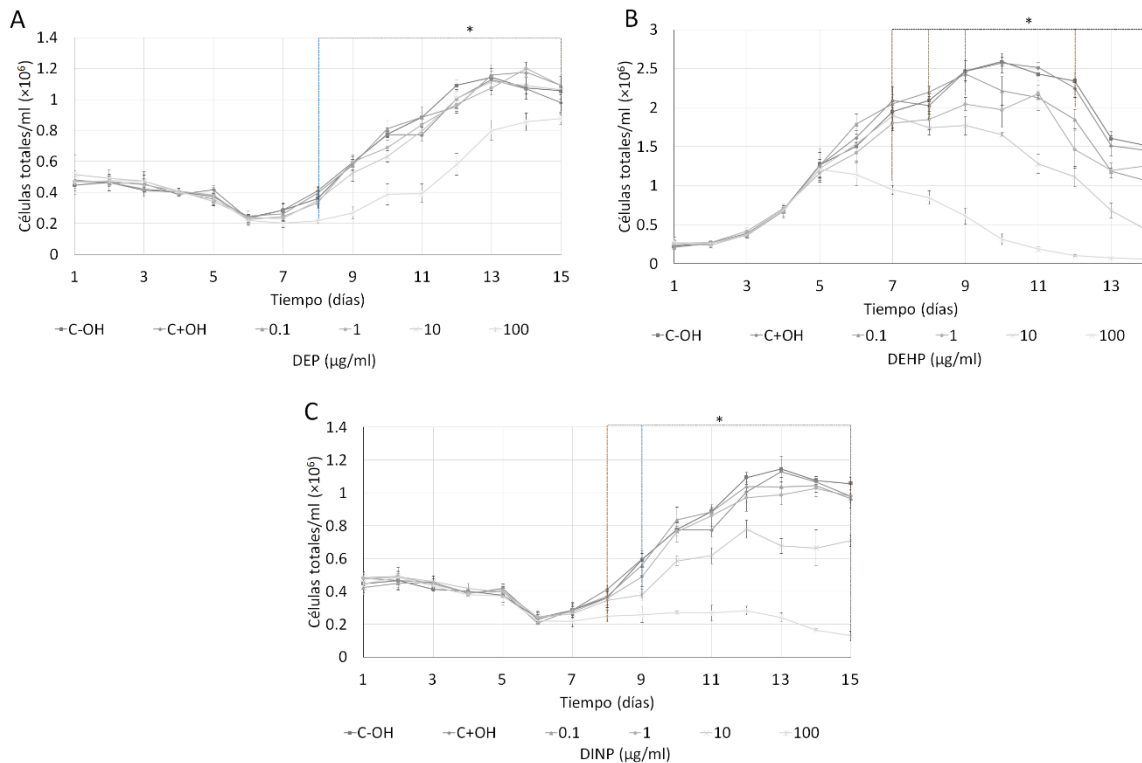 A
*
Células totales/ml (×10⁶)
1.4
1.2
1
0.8
0.6
0.4
0.2
0
1 3 5 7 9 11 13 15
Tiempo (días)
C-OH C+OH 0.1 1 10 100
DEP (µg/ml)
B
*
Células totales/ml (×10⁶)
3
2.5
2
1.5
1
0.5
0
1 3 5 7 9 11 13
Tiempo (días)
C-OH C+OH 0.1 1 10 100
DEHP (µg/ml)
C
*
Células totales/ml (×10⁶)
1.4
1.2
1
0.8
0.6
0.4
0.2
0
1 3 5 7 9 11 13 15
Tiempo (días)
C-OH C+OH 0.1 1 10 100
DINP (µg/ml)